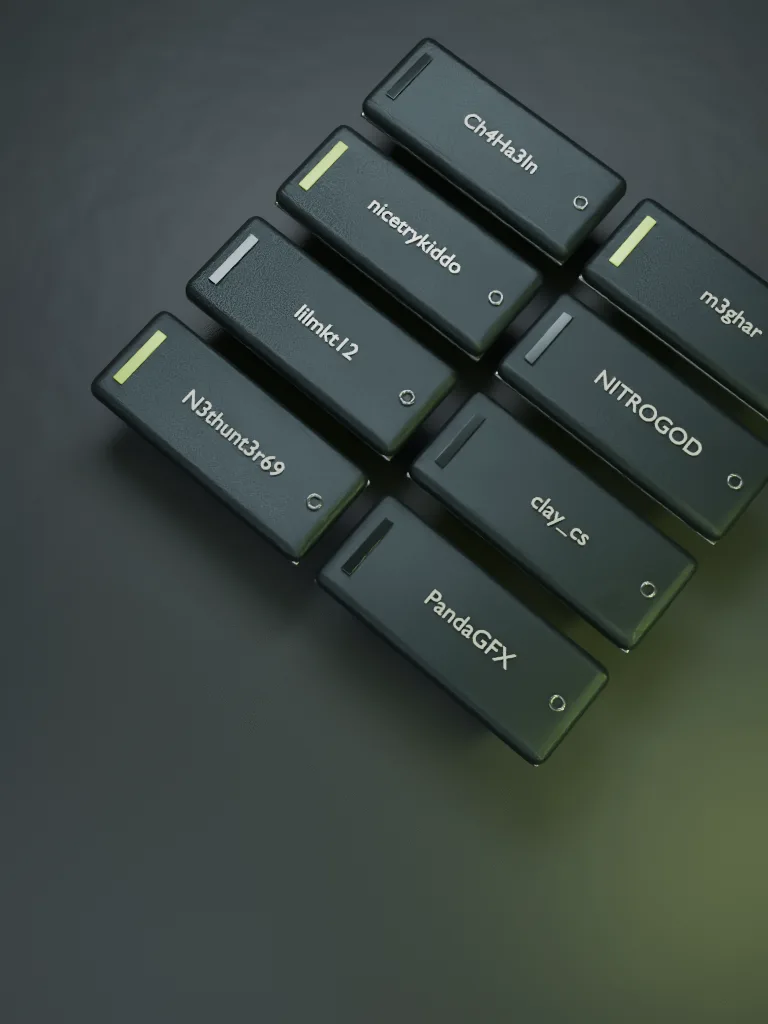 Ch4Ha3ln
nicetrykiddo
lilmkt12
N3thunt3r69
m3ghar
NITROGOD
clay_cs
PandaGFX